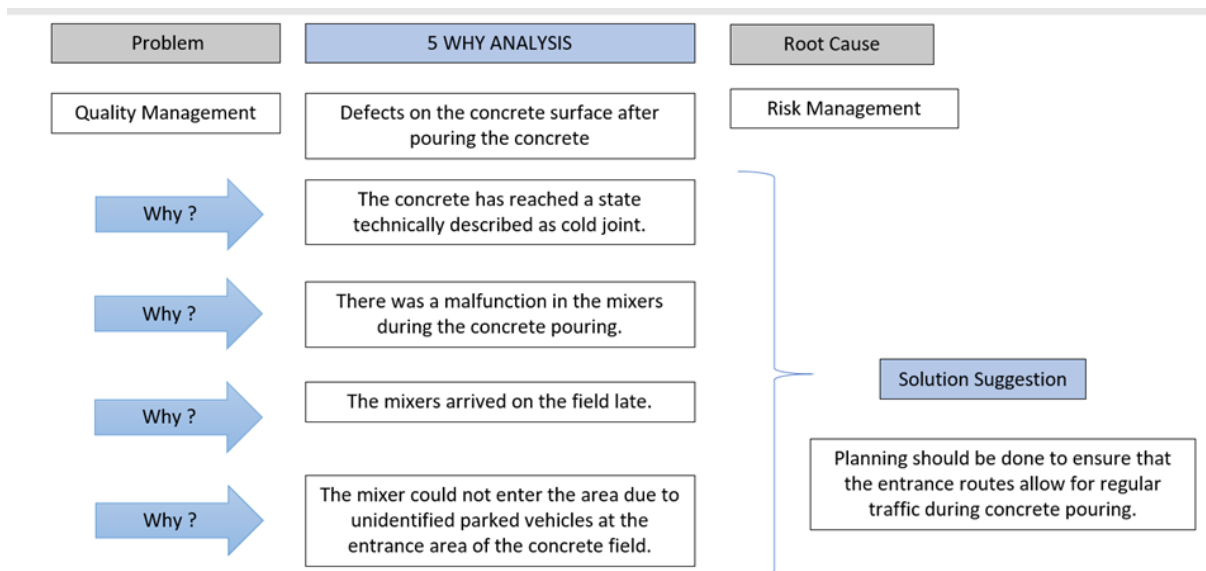 Problem
5 WHY ANALYSIS
Root Cause
Quality Management
Defects on the concrete surface after
pouring the concrete
Risk Management
Why ?
The concrete has reached a state
technically described as cold joint.
Why ?
There was a malfunction in the mixers
during the concrete pouring.
Why ?
The mixers arrived on the field late.
Solution Suggestion
Planning should be done to ensure that
the entrance routes allow for regular
traffic during concrete pouring.
Why ?
The mixer could not enter the area due to
unidentified parked vehicles at the
entrance area of the concrete field.